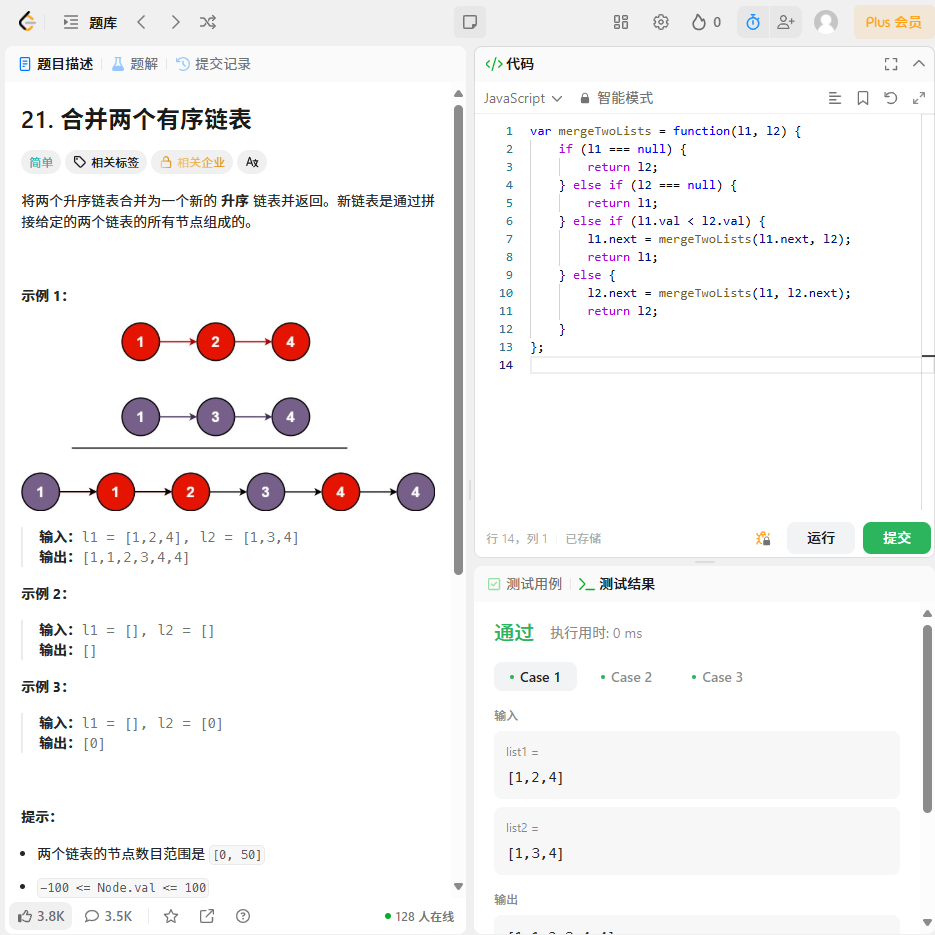 题库
0
Plus 会员
题目描述
题解
提交记录
21. 合并两个有序链表
简单
相关标签
相关企业
将两个升序链表合并为一个新的 升序 链表并返回。新链表是通过拼
接给定的两个链表的所有节点组成的。
示例 1：
1 2 4
1 3 4
1 1 2 3 4 4
输入：l1 = [1,2,4], l2 = [1,3,4]
输出：[1,1,2,3,4,4]
示例 2：
输入：l1 = [], l2 = []
输出：[]
示例 3：
输入：l1 = [], l2 = [0]
输出：[0]
提示：
两个链表的节点数目范围是 [0, 50]
-100 <= Node.val <= 100
3.8K
3.5K
128 人在线
</> 代码
JavaScript
智能模式
1 var mergeTwoLists = function(l1, l2) {
2 if (l1 === null) {
3 return l2;
4 } else if (l2 === null) {
5 return l1;
6 } else if (l1.val < l2.val) {
7 l1.next = mergeTwoLists(l1.next, l2);
8 return l1;
9 } else {
10 l2.next = mergeTwoLists(l1, l2.next);
11 return l2;
12 }
13 };
14
行 14，列 1
已存储
运行
提交
测试用例
测试结果
通过
执行用时: 0 ms
Case 1
Case 2
Case 3
输入
list1 =
[1,2,4]
list2 =
[1,3,4]
输出
[1,1,2,3,4,4]